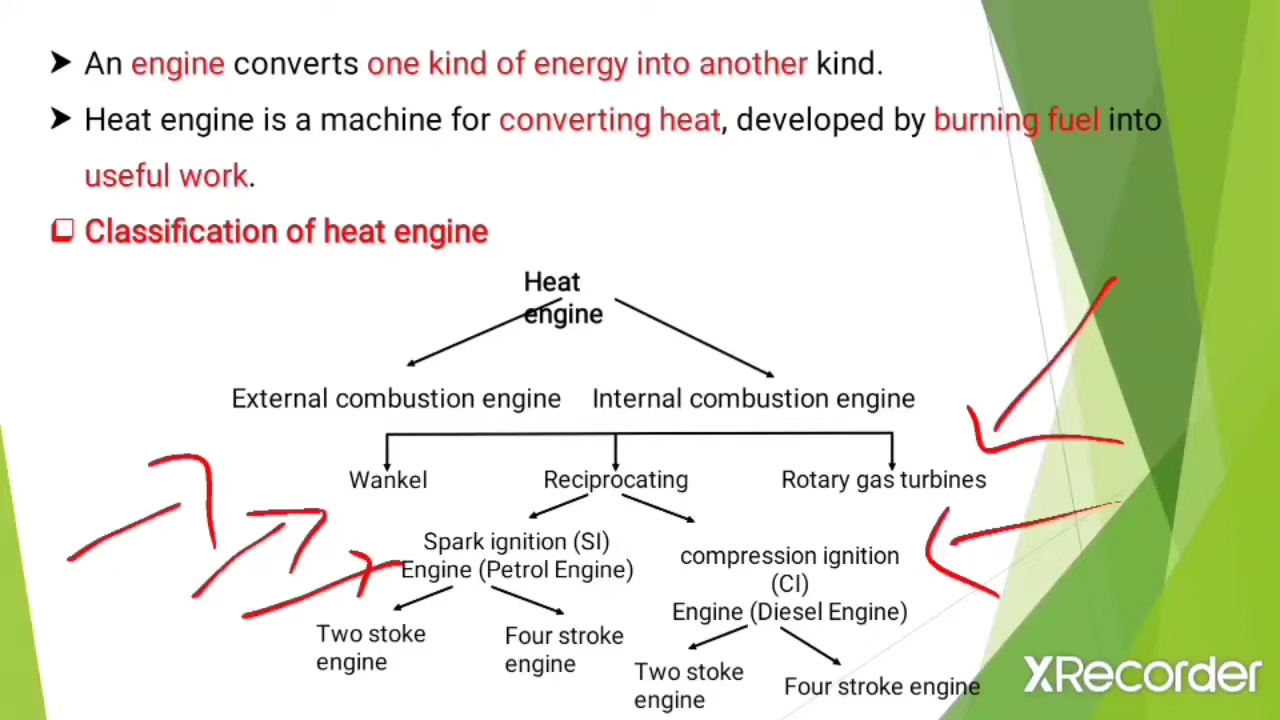 An engine converts one kind of energy into another kind.
Heat engine is a machine for converting heat, developed by burning fuel into
useful work.
Classification of heat engine
Heat
engine
External combustion engine Internal combustion engine
Wankel Reciprocating Rotary gas turbines
Spark ignition (SI)
Engine (Petrol Engine)
compression ignition
(CI)
Engine (Diesel Engine)
Two stoke
engine
Four stroke
engine
Two stoke
engine
Four stroke engine
XRecorder